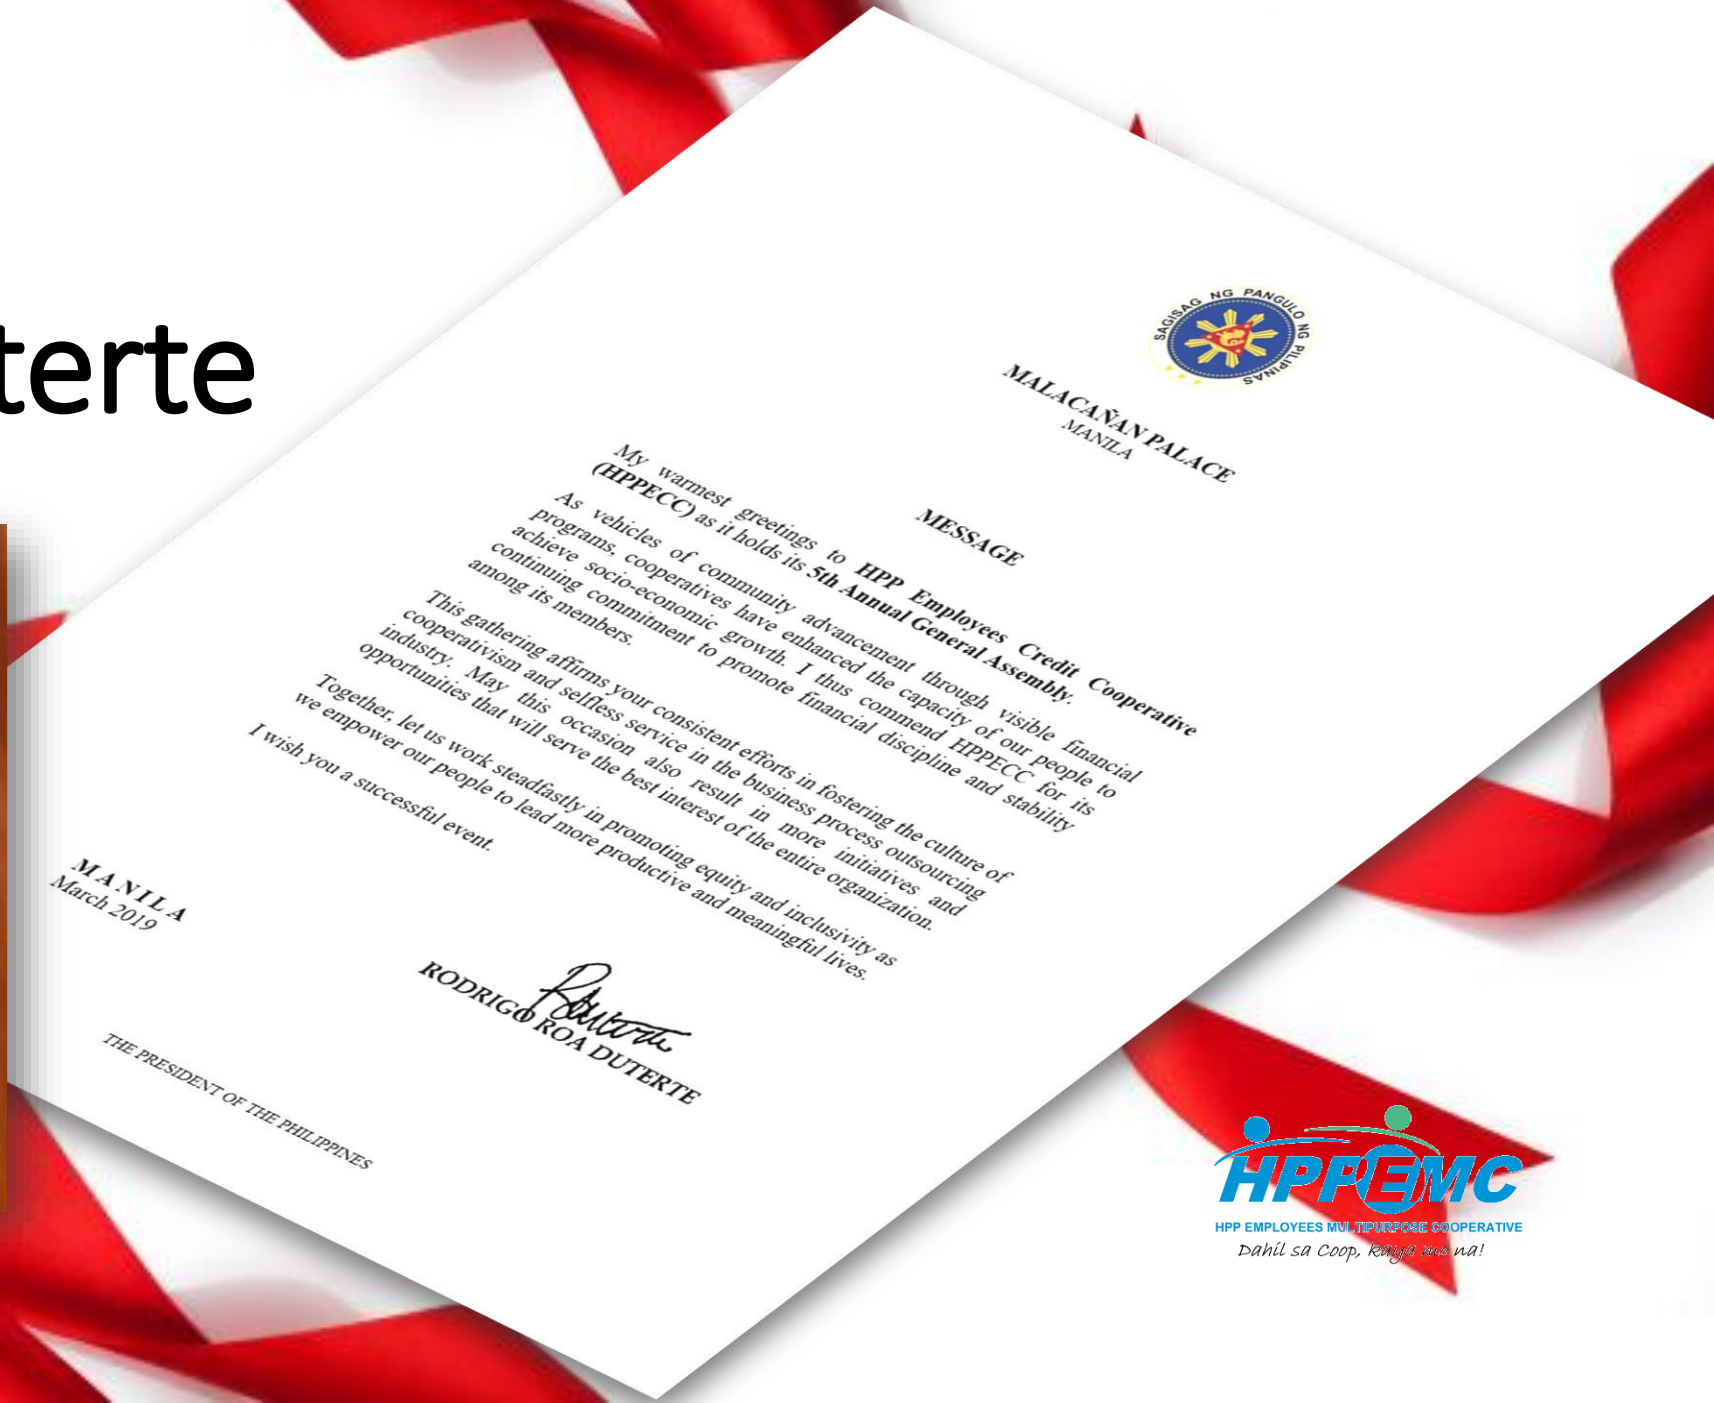 terte
SAGISAG NG PANGULO NG PILIPINAS
MALACAÑAN PALACE
MANILA
MESSAGE
My warmest greetings to HPP Employees Credit Cooperative
(HPPECC) as it holds its 5th Annual General Assembly.
As vehicles of community advancement through visible financial
programs, cooperatives have enhanced the capacity of our people to
achieve socio-economic growth. I thus commend HPPECC for its
continuing commitment to promote financial discipline and stability
among its members.
This gathering affirms your consistent efforts in fostering the culture of
cooperativism and selfless service in the business process outsourcing
industry. May this occasion also result in more initiatives and
opportunities that will serve the best interest of the entire organization.
Together, let us work steadfastly in promoting equity and inclusivity as
we empower our people to lead more productive and meaningful lives.
I wish you a successful event.
MANILA
March 2019
RODRIGO ROA DUTERTE
THE PRESIDENT OF THE PHILIPPINES
HPPEMC
HPP EMPLOYEES MULTIPURPOSE COOPERATIVE
Dahil sa Coop, kaya mo na!